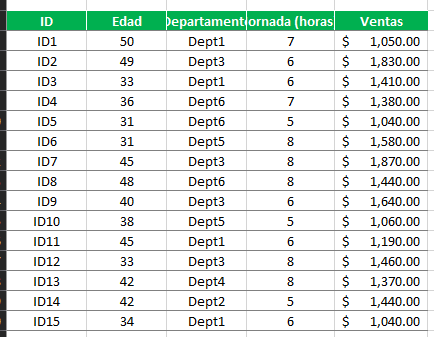 ID Edad Departamento Jornada (horas Ventas
ID1 50 Dept1 7 $ 1,050.00
ID2 49 Dept3 6 $ 1,830.00
ID3 33 Dept1 6 $ 1,410.00
ID4 36 Dept6 7 $ 1,380.00
ID5 31 Dept6 5 $ 1,040.00
ID6 31 Dept5 8 $ 1,580.00
ID7 45 Dept3 8 $ 1,870.00
ID8 48 Dept6 8 $ 1,440.00
ID9 40 Dept3 6 $ 1,640.00
ID10 38 Dept5 5 $ 1,060.00
ID11 45 Dept1 6 $ 1,190.00
ID12 33 Dept3 8 $ 1,460.00
ID13 42 Dept4 8 $ 1,370.00
ID14 42 Dept2 5 $ 1,440.00
ID15 34 Dept1 6 $ 1,040.00